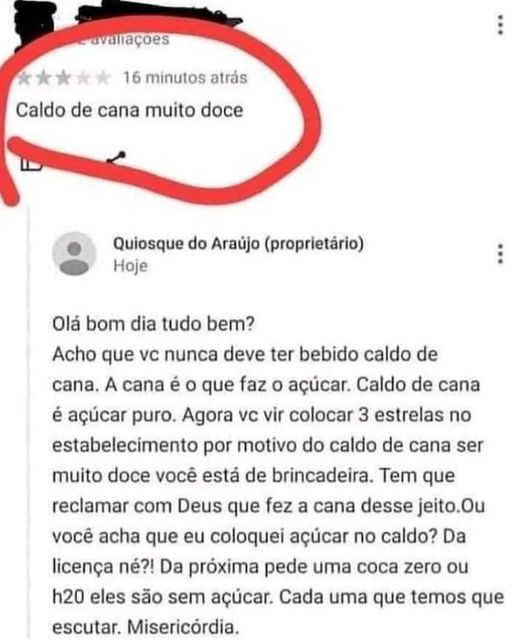 avaliações
16 minutos atrás
Caldo de cana muito doce
Quiosque do Araújo (proprietário)
Hoje
Olá bom dia tudo bem?
Acho que vc nunca deve ter bebido caldo de
cana. A cana é o que faz o açúcar. Caldo de cana
é açúcar puro. Agora vc vir colocar 3 estrelas no
estabelecimento por motivo do caldo de cana ser
muito doce você está de brincadeira. Tem que
reclamar com Deus que fez a cana desse jeito.Ou
você acha que eu coloquei açúcar no caldo? Da
licença né?! Da próxima pede uma coca zero ou
h20 eles são sem açúcar. Cada uma que temos que
escutar. Misericórdia.